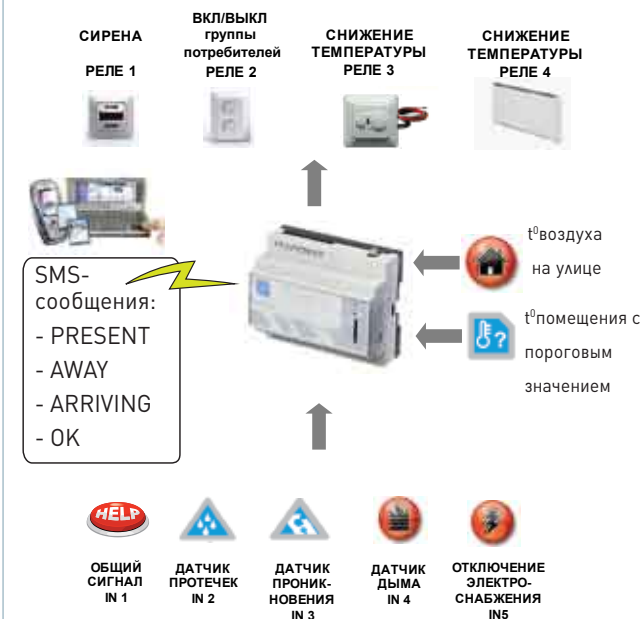 СИРЕНА
РЕЛЕ 1
ВКЛ/ВЫКЛ
группы
потребителей
РЕЛЕ 2
СНИЖЕНИЕ
ТЕМПЕРАТУРЫ
РЕЛЕ 3
СНИЖЕНИЕ
ТЕМПЕРАТУРЫ
РЕЛЕ 4
SMS-
сообщения:
- PRESENT
- AWAY
- ARRIVING
- OK
t⁰воздуха
на улице
t⁰помещения с
пороговым
значением
HELP
ОБЩИЙ
СИГНАЛ
IN 1
ДАТЧИК
ПРОТЕЧЕК
IN 2
ДАТЧИК
ПРОНИК-
НОВЕНИЯ
IN 3
ДАТЧИК
ДЫМА
IN 4
ОТКЛЮЧЕНИЕ
ЭЛЕКТРО-
СНАБЖЕНИЯ
IN5